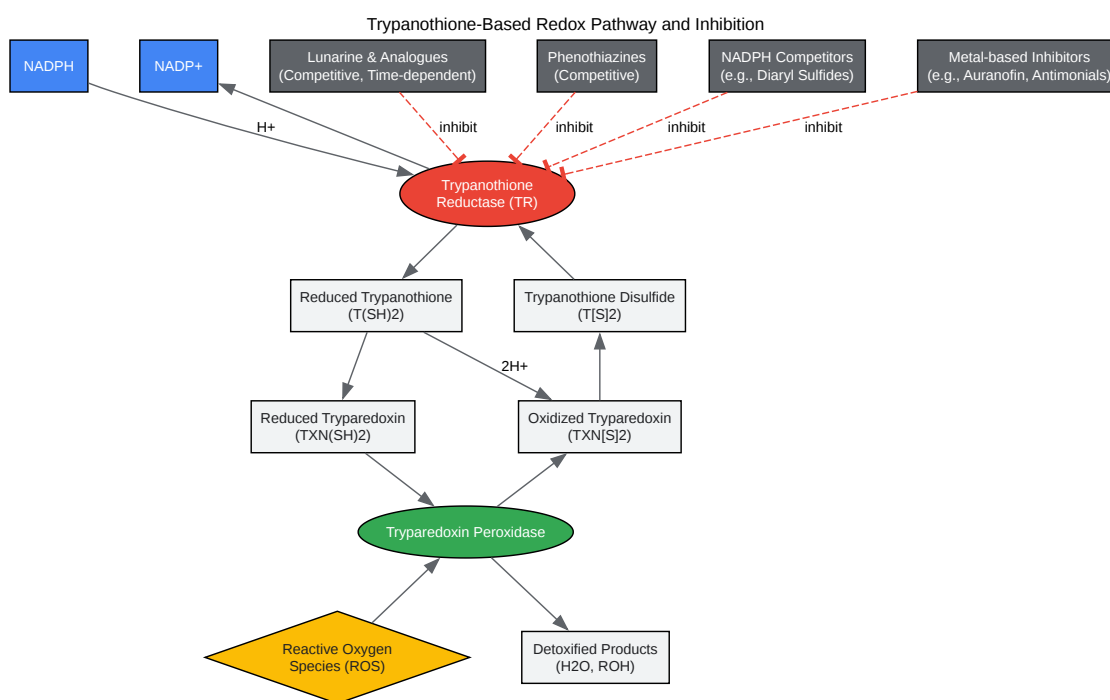 Trypanothione-Based Redox Pathway and Inhibition
NADPH
NADP+
Lunarine & Analogues
(Competitive, Time-dependent)
Phenothiazines
(Competitive)
NADPH Competitors
(e.g., Diaryl Sulfides)
Metal-based Inhibitors
(e.g., Auranofin, Antimonials)
H+
inhibit
inhibit
inhibit
inhibit
Trypanothione
Reductase (TR)
Reduced Trypanothione
(T(SH)2)
Trypanothione Disulfide
(T[S]2)
2H+
Reduced Tryparedoxin
(TXN(SH)2)
Oxidized Tryparedoxin
(TXN[S]2)
Tryparedoxin Peroxidase
Reactive Oxygen
Species (ROS)
Detoxified Products
(H2O, ROH)